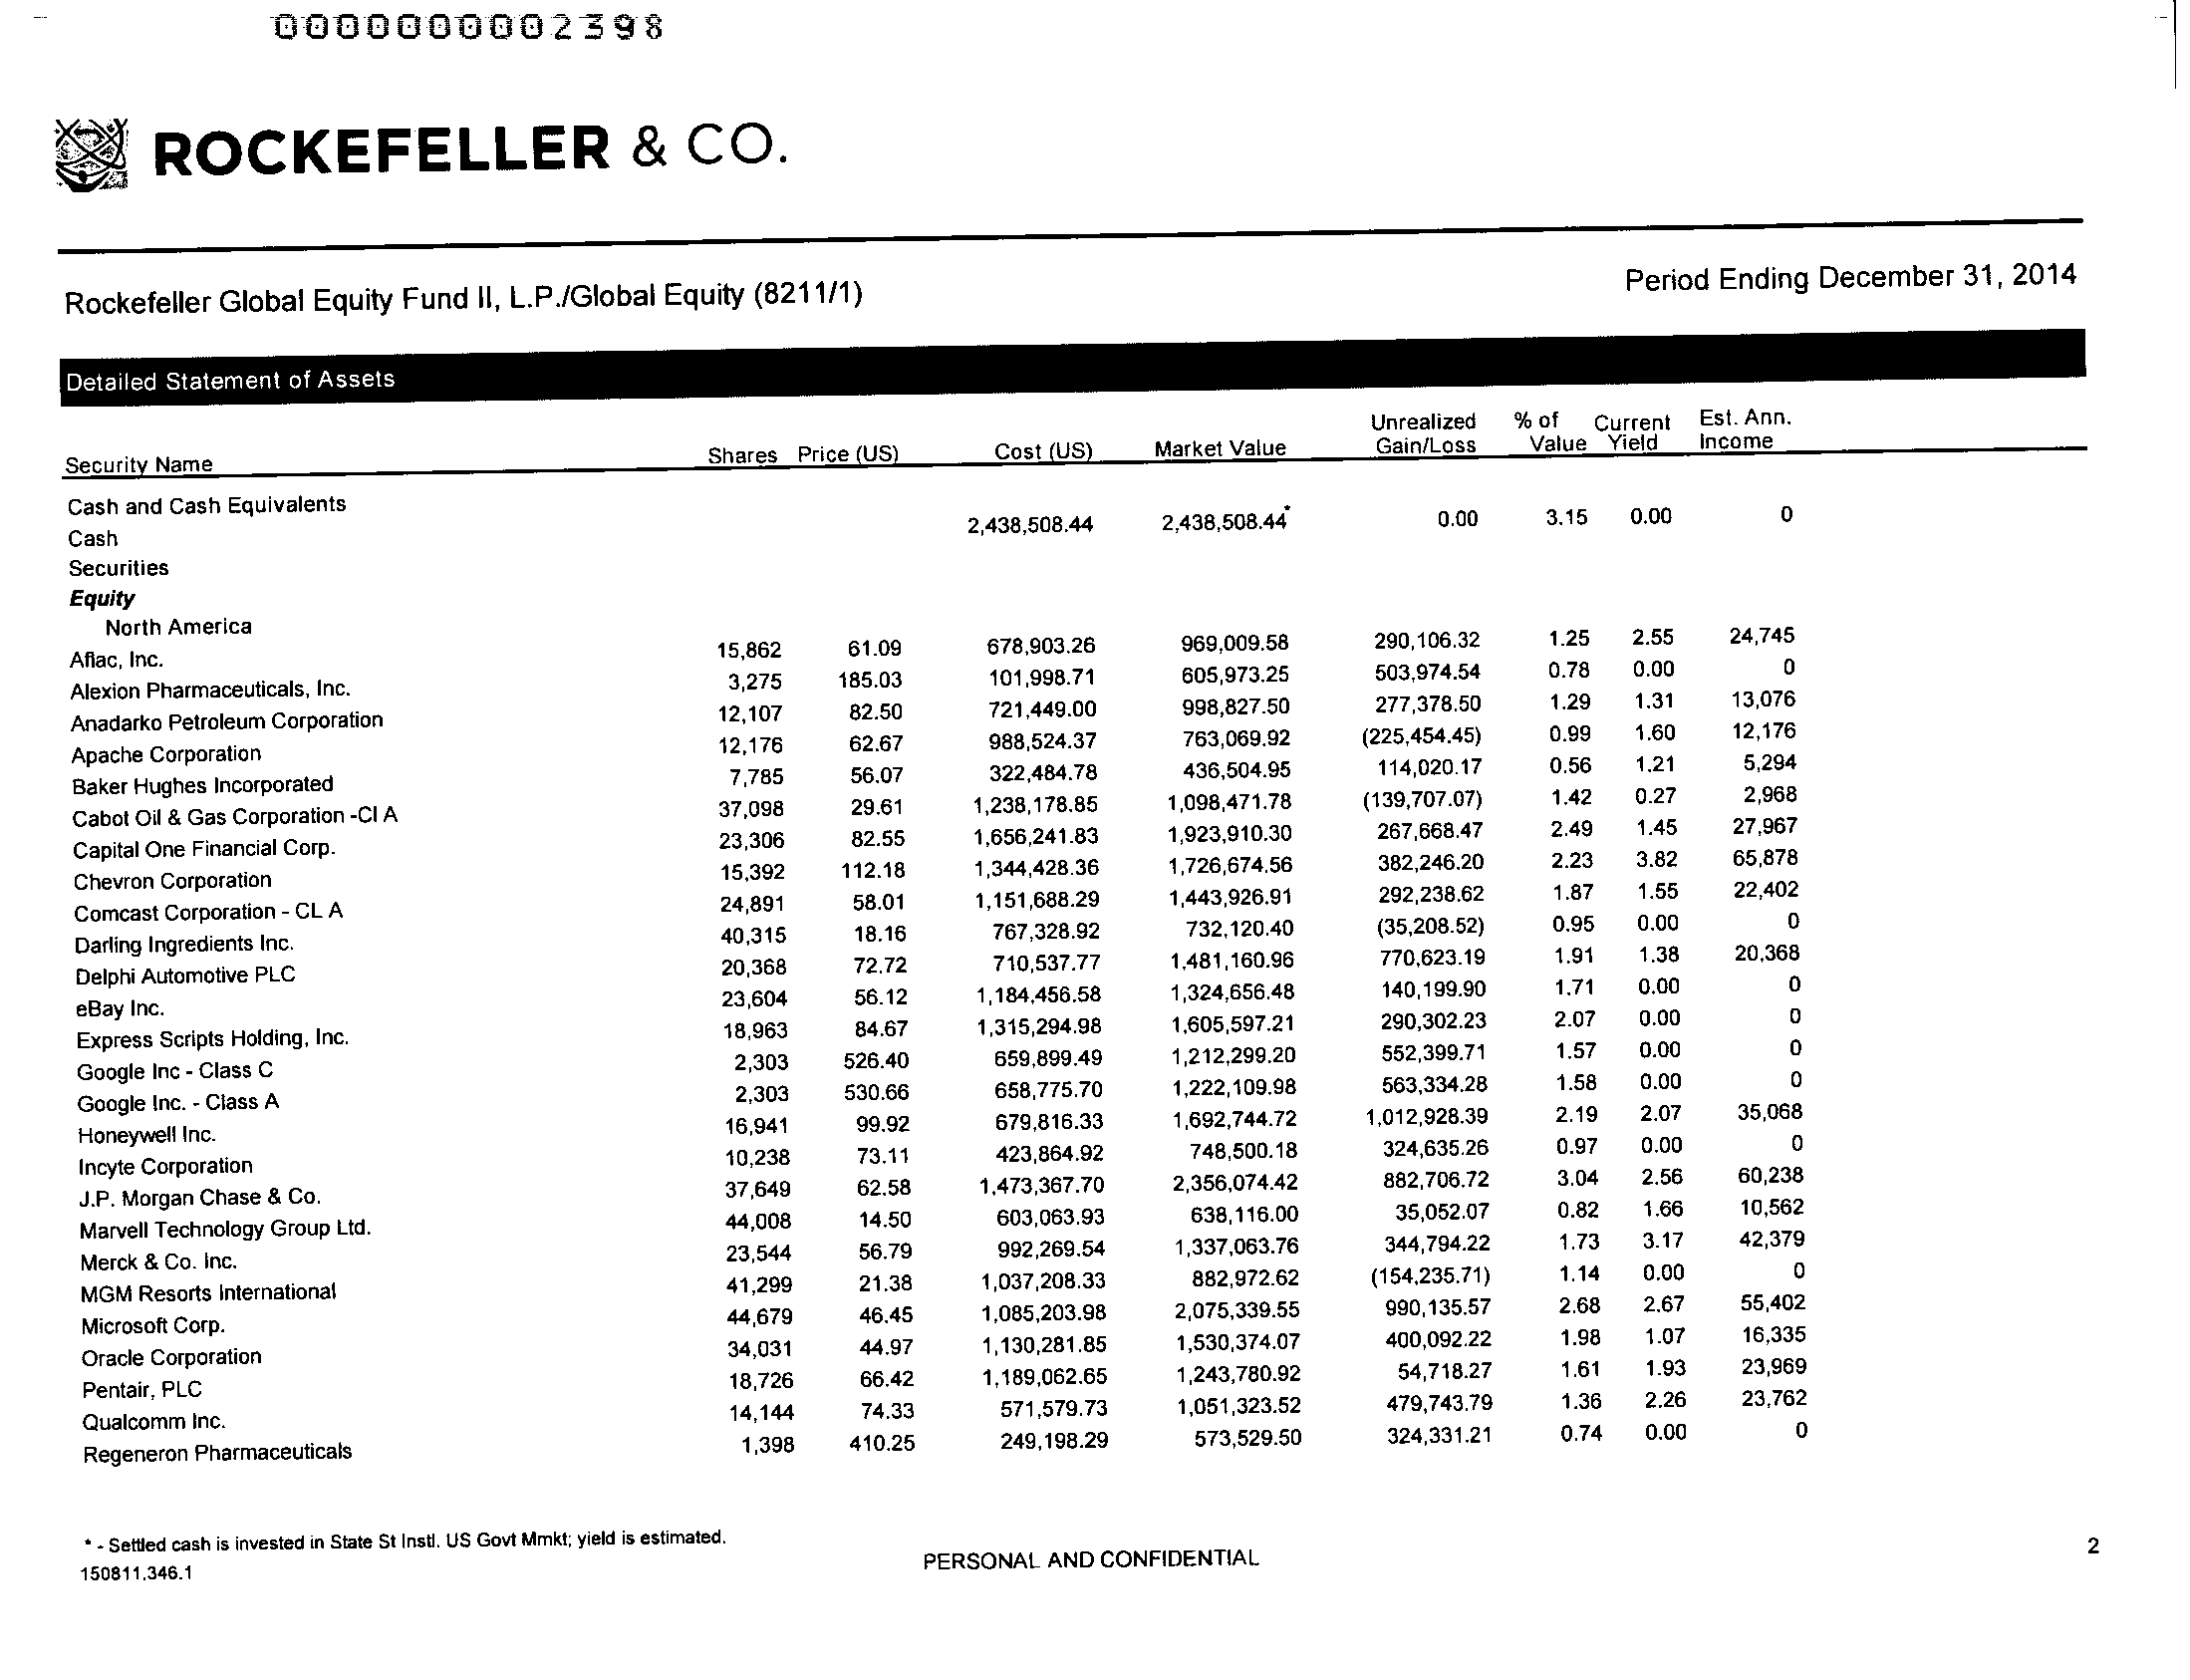 0000000002398
ROCKEFELLER & CO.
Rockefeller Global Equity Fund II, L.P./Global Equity (8211/1) Period Ending December 31, 2014
Detailed Statement of Assets
Unrealized % of Current Est. Ann.
Security Name Shares Price (US) Cost (US) Market Value Gain/Loss Value Yield Income
Cash and Cash Equivalents
Cash 2,438,508.44 2,438,508.44* 0.00 3.15 0.00 0
Securities
Equity
North America
Aflac, Inc. 15,862 61.09 678,903.26 969,009.58 290,106.32 1.25 2.55 24,745
Alexion Pharmaceuticals, Inc. 3,275 185.03 101,998.71 605,973.25 503,974.54 0.78 0.00 0
Anadarko Petroleum Corporation 12,107 82.50 721,449.00 998,827.50 277,378.50 1.29 1.31 13,076
Apache Corporation 12,176 62.67 988,524.37 763,069.92 (225,454.45) 0.99 1.60 12,176
Baker Hughes Incorporated 7,785 56.07 322,484.78 436,504.95 114,020.17 0.56 1.21 5,294
Cabot Oil & Gas Corporation -Cl A 37,098 29.61 1,238,178.85 1,098,471.78 (139,707.07) 1.42 0.27 2,968
Capital One Financial Corp. 23,306 82.55 1,656,241.83 1,923,910.30 267,668.47 2.49 1.45 27,967
Chevron Corporation 15,392 112.18 1,344,428.36 1,726,674.56 382,246.20 2.23 3.82 65,878
Comcast Corporation - CL A 24,891 58.01 1,151,688.29 1,443,926.91 292,238.62 1.87 1.55 22,402
Darling Ingredients Inc. 40,315 18.16 767,328.92 732,120.40 (35,208.52) 0.95 0.00 0
Delphi Automotive PLC 20,368 72.72 710,537.77 1,481,160.96 770,623.19 1.91 1.38 20,368
eBay Inc. 23,604 56.12 1,184,456.58 1,324,656.48 140,199.90 1.71 0.00 0
Express Scripts Holding, Inc. 18,963 84.67 1,315,294.98 1,605,597.21 290,302.23 2.07 0.00 0
Google Inc - Class C 2,303 526.40 659,899.49 1,212,299.20 552,399.71 1.57 0.00 0
Google Inc. - Class A 2,303 530.66 658,775.70 1,222,109.98 563,334.28 1.58 0.00 0
Honeywell Inc. 16,941 99.92 679,816.33 1,692,744.72 1,012,928.39 2.19 2.07 35,068
Incyte Corporation 10,238 73.11 423,864.92 748,500.18 324,635.26 0.97 0.00 0
J.P. Morgan Chase & Co. 37,649 62.58 1,473,367.70 2,356,074.42 882,706.72 3.04 2.56 60,238
Marvell Technology Group Ltd. 44,008 14.50 603,063.93 638,116.00 35,052.07 0.82 1.66 10,562
Merck & Co. Inc. 23,544 56.79 992,269.54 1,337,063.76 344,794.22 1.73 3.17 42,379
MGM Resorts International 41,299 21.38 1,037,208.33 882,972.62 (154,235.71) 1.14 0.00 0
Microsoft Corp. 44,679 46.45 1,085,203.98 2,075,339.55 990,135.57 2.68 2.67 55,402
Oracle Corporation 34,031 44.97 1,130,281.85 1,530,374.07 400,092.22 1.98 1.07 16,335
Pentair, PLC 18,726 66.42 1,189,062.65 1,243,780.92 54,718.27 1.61 1.93 23,969
Qualcomm Inc. 14,144 74.33 571,579.73 1,051,323.52 479,743.79 1.36 2.26 23,762
Regeneron Pharmaceuticals 1,398 410.25 249,198.29 573,529.50 324,331.21 0.74 0.00 0
* - Settled cash is invested in State St Instl. US Govt Mmkt; yield is estimated.
150811.346.1
PERSONAL AND CONFIDENTIAL
2